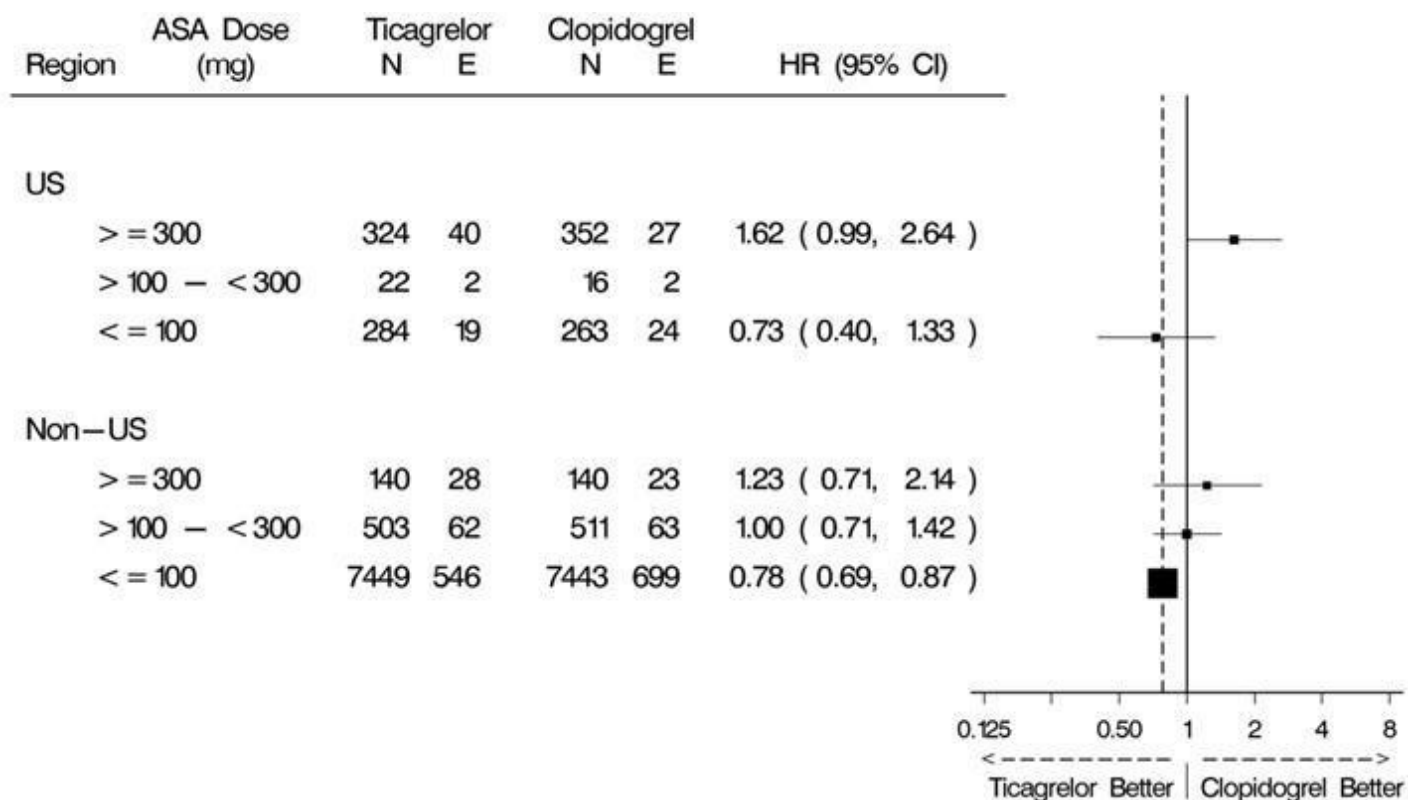 ASA Dose Ticagrelor Clopidogrel
Region (mg) N E N E HR (95% CI)
US
>=300 324 40 352 27 1.62 ( 0.99, 2.64 )
>100 – <300 22 2 16 2
<=100 284 19 263 24 0.73 ( 0.40, 1.33 )
Non–US
>=300 140 28 140 23 1.23 ( 0.71, 2.14 )
>100 – <300 503 62 511 63 1.00 ( 0.71, 1.42 )
<=100 7449 546 7443 699 0.78 ( 0.69, 0.87 )
0.125 0.50 1 2 4 8
Ticagrelor Better | Clopidogrel Better